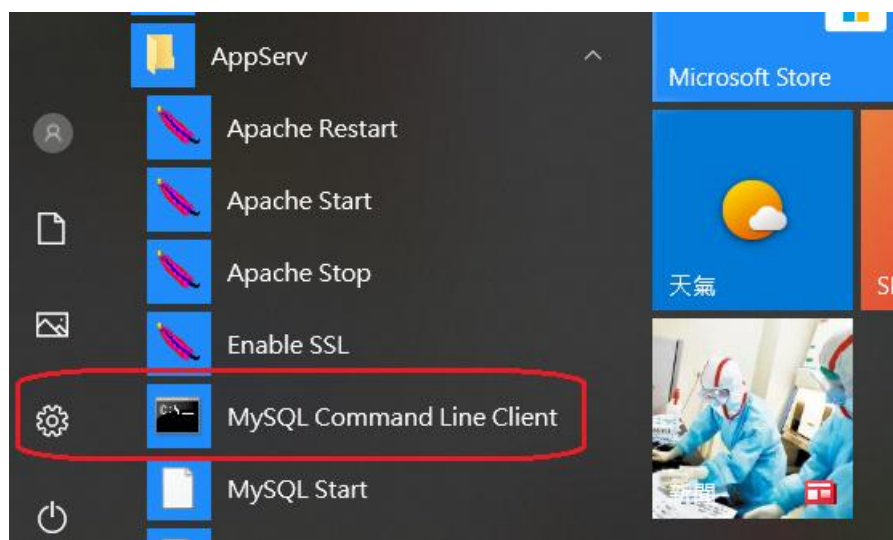 AppServ
Apache Restart
Apache Start
Apache Stop
Enable SSL
C:\
MySQL Command Line Client
MySQL Start
Microsoft Store
天氣
新聞